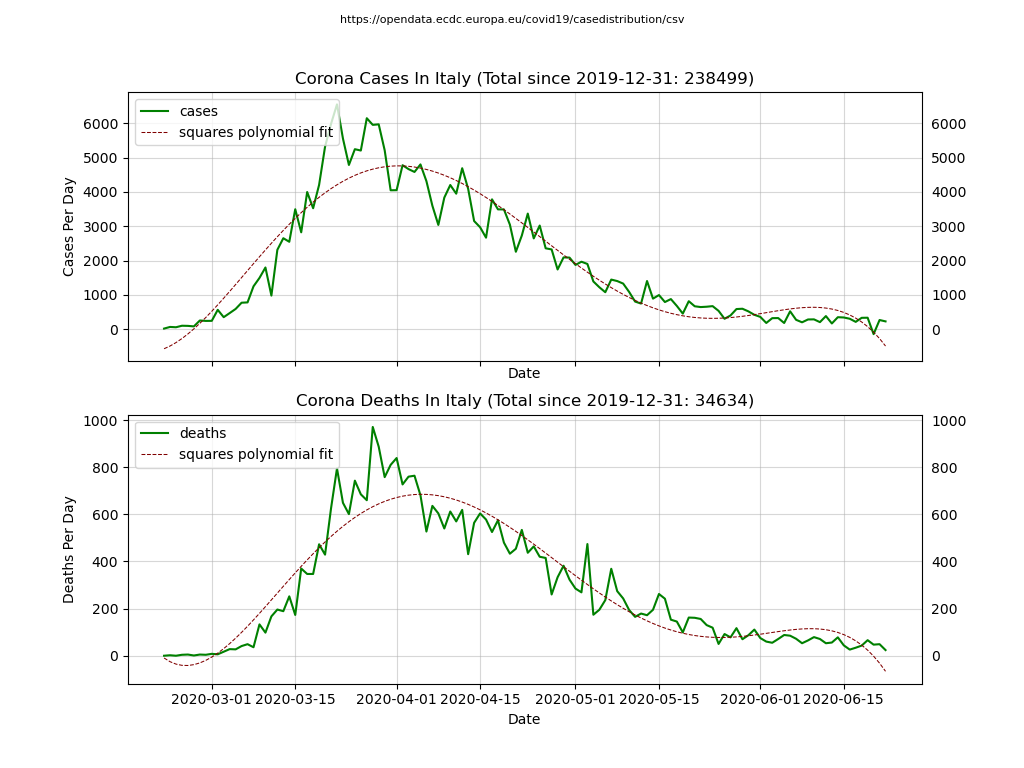 https://opendata.ecdc.europa.eu/covid19/casedistribution/csv
Corona Cases In Italy (Total since 2019-12-31: 238499)
cases
squares polynomial fit
6000 6000
5000 5000
4000 4000
3000 3000
2000 2000
1000 1000
0 0
Cases Per Day
Date
Corona Deaths In Italy (Total since 2019-12-31: 34634)
deaths
squares polynomial fit
1000 1000
800 800
600 600
400 400
200 200
0 0
Deaths Per Day
2020-03-01 2020-03-15 2020-04-01 2020-04-15 2020-05-01 2020-05-15 2020-06-01 2020-06-15
Date